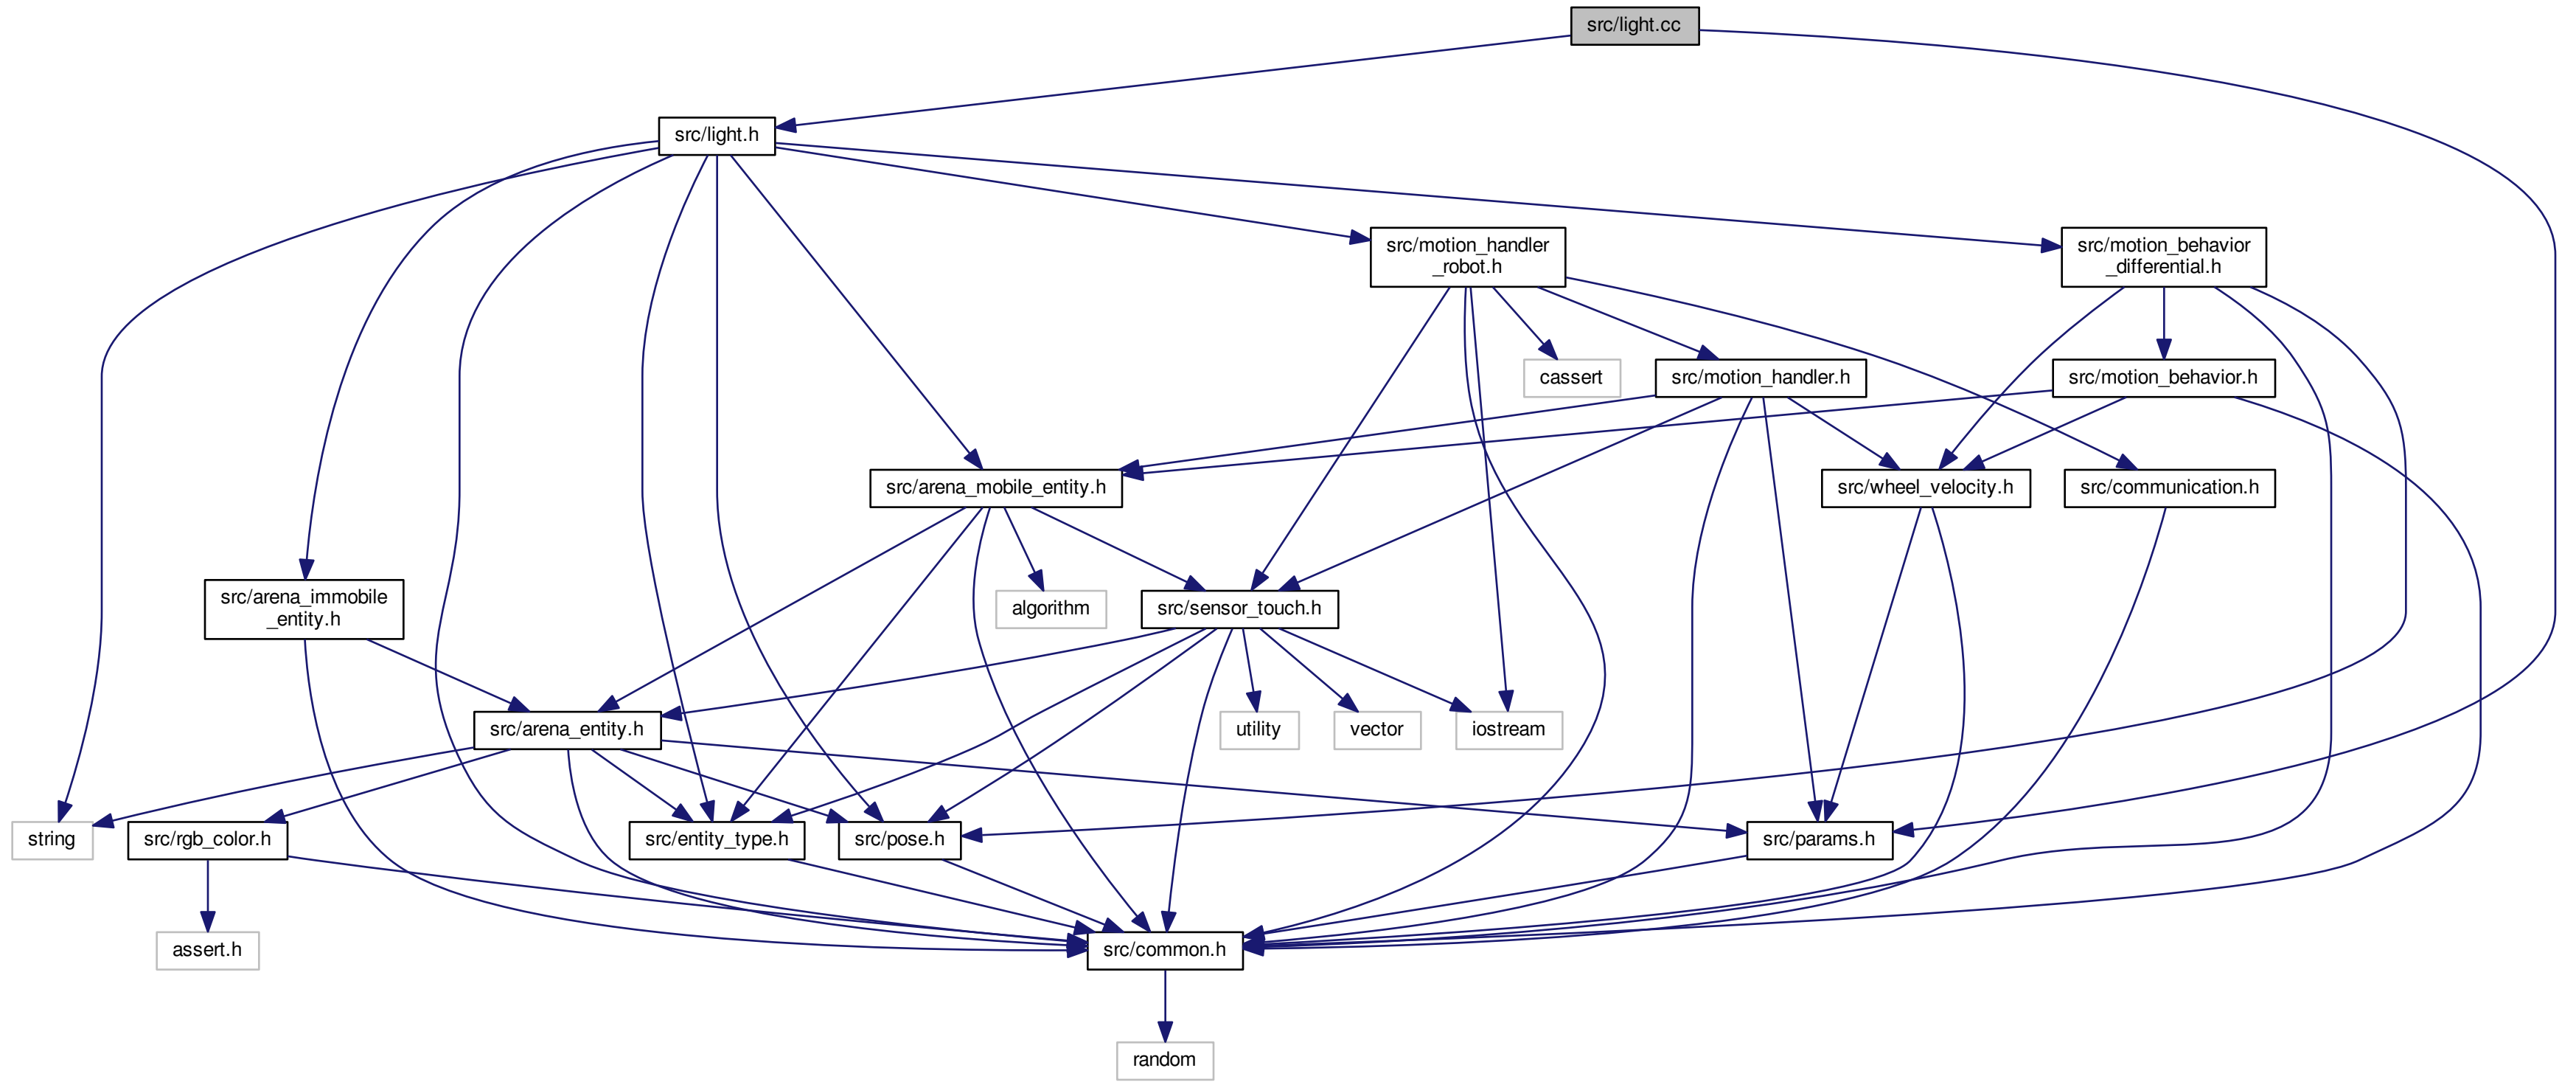 src/light.cc
src/light.h
src/motion_handler
_robot.h
src/motion_behavior
_differential.h
cassert
src/motion_handler.h
src/motion_behavior.h
src/arena_mobile_entity.h
src/wheel_velocity.h
src/communication.h
src/arena_immobile
_entity.h
algorithm
src/sensor_touch.h
src/arena_entity.h
utility
vector
iostream
string
src/rgb_color.h
src/entity_type.h
src/pose.h
src/params.h
assert.h
src/common.h
random